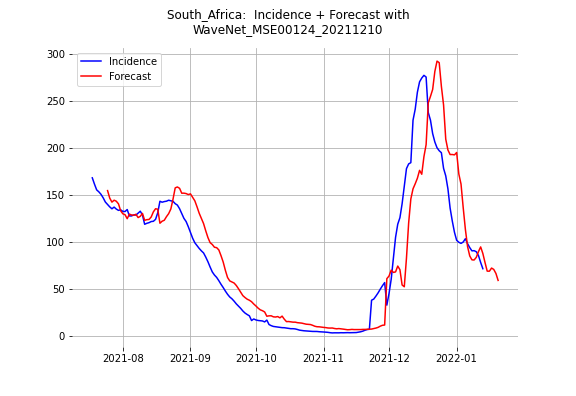 South_Africa:  Incidence + Forecast with
WaveNet_MSE00124_20211210
Incidence
Forecast
300
250
200
150
100
50
0
2021-08 2021-09 2021-10 2021-11 2021-12 2022-01